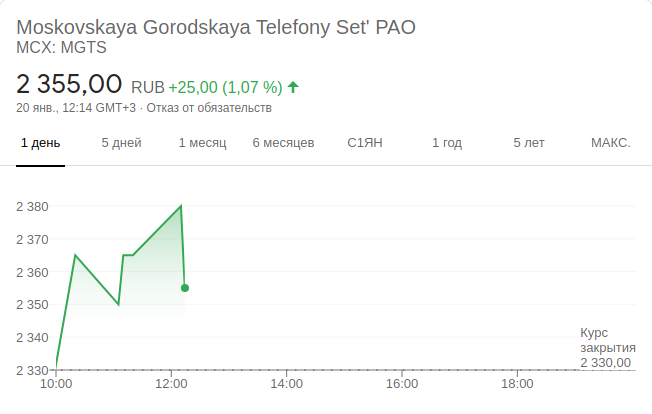 Moskovskaya Gorodskaya Telefony Set' PAO
MCX: MGTS
2 355,00 RUB +25,00 (1,07 %)
20 янв., 12:14 GMT+3 · Отказ от обязательств
1 день 5 дней 1 месяц 6 месяцев С1ЯН 1 год 5 лет МАКС.
2 380
2 370
2 360
2 350
2 340
2 330
Курс
закрытия
2 330,00
10:00 12:00 14:00 16:00 18:00